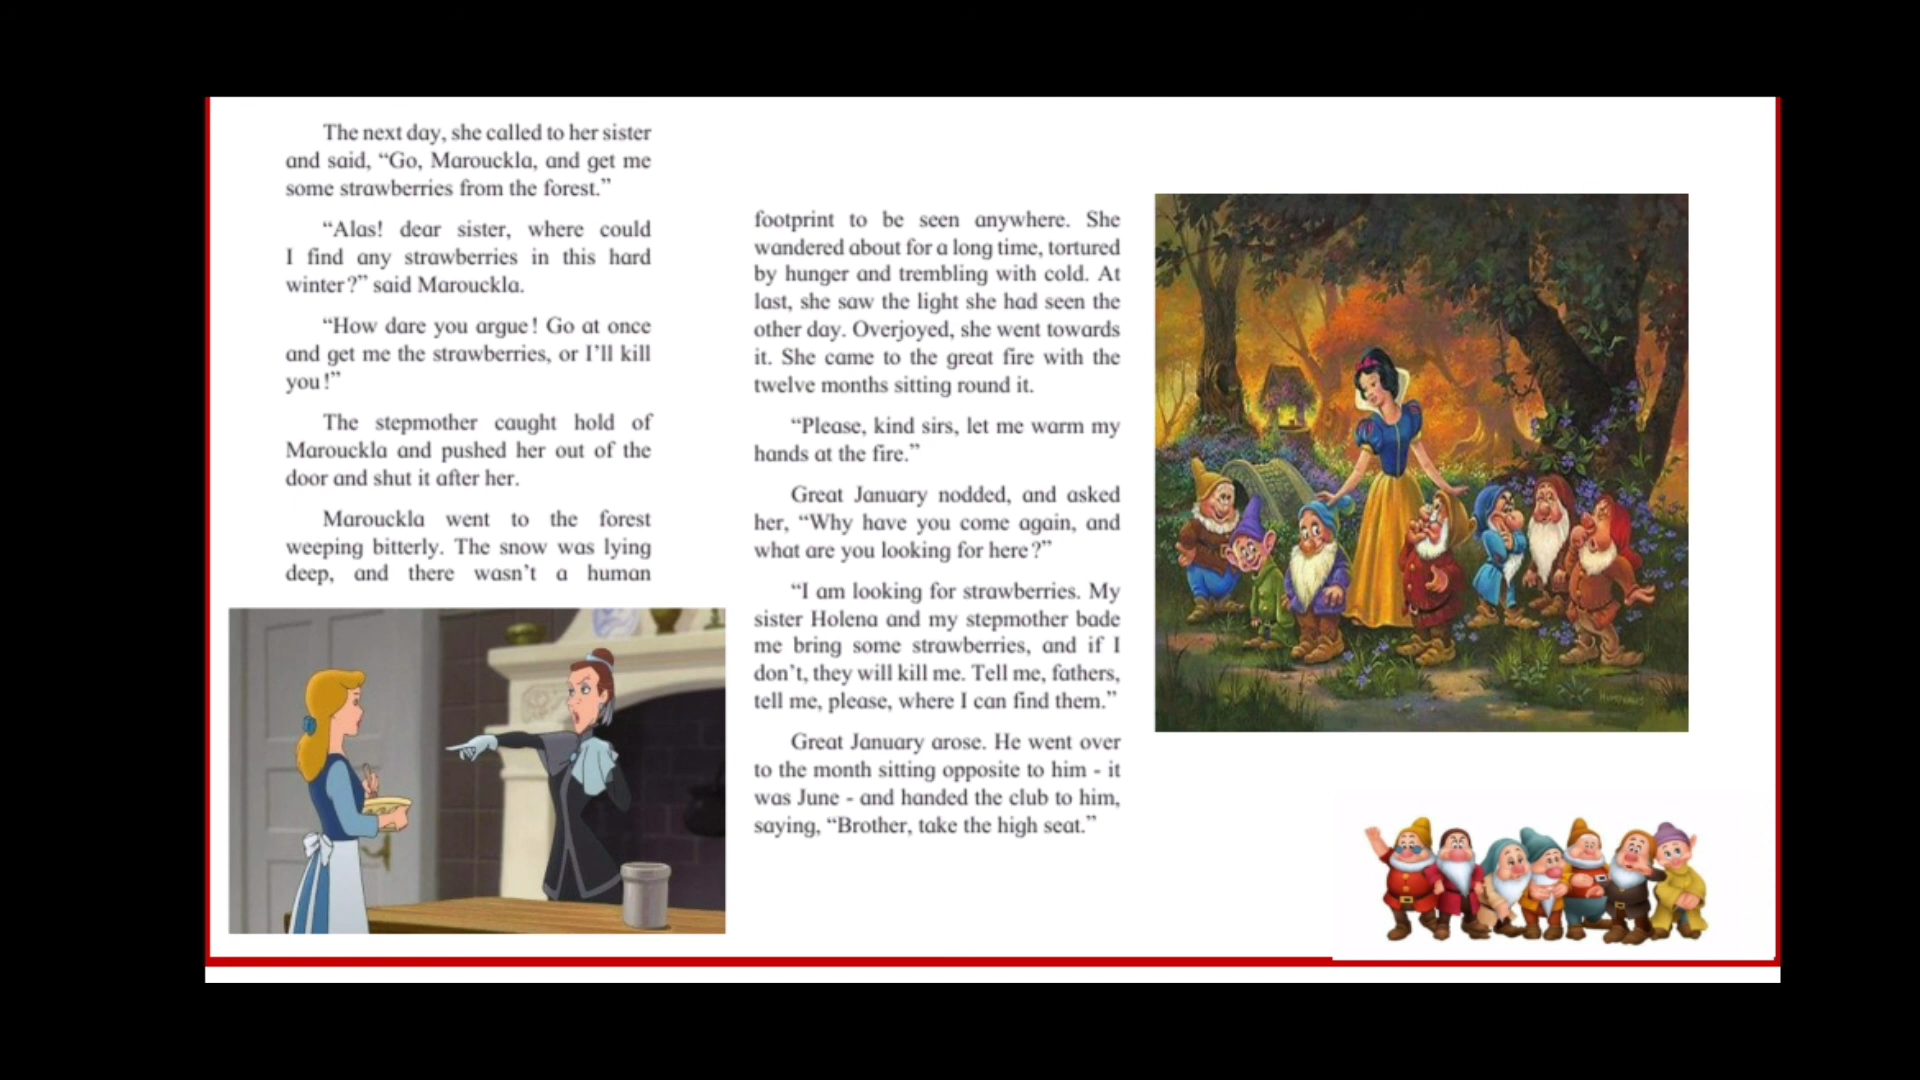 The next day, she called to her sister
and said, “Go, Marouckla, and get me
some strawberries from the forest.”
“Alas! dear sister, where could
I find any strawberries in this hard
winter?” said Marouckla.
“How dare you argue! Go at once
and get me the strawberries, or I’ll kill
you!”
The stepmother caught hold of
Marouckla and pushed her out of the
door and shut it after her.
Marouckla went to the forest
weeping bitterly. The snow was lying
deep, and there wasn’t a human
footprint to be seen anywhere. She
wandered about for a long time, tortured
by hunger and trembling with cold. At
last, she saw the light she had seen the
other day. Overjoyed, she went towards
it. She came to the great fire with the
twelve months sitting round it.
“Please, kind sirs, let me warm my
hands at the fire.”
Great January nodded, and asked
her, “Why have you come again, and
what are you looking for here?”
“I am looking for strawberries. My
sister Holena and my stepmother bade
me bring some strawberries, and if I
don’t, they will kill me. Tell me, fathers,
tell me, please, where I can find them.”
Great January arose. He went over
to the month sitting opposite to him - it
was June - and handed the club to him,
saying, “Brother, take the high seat.”